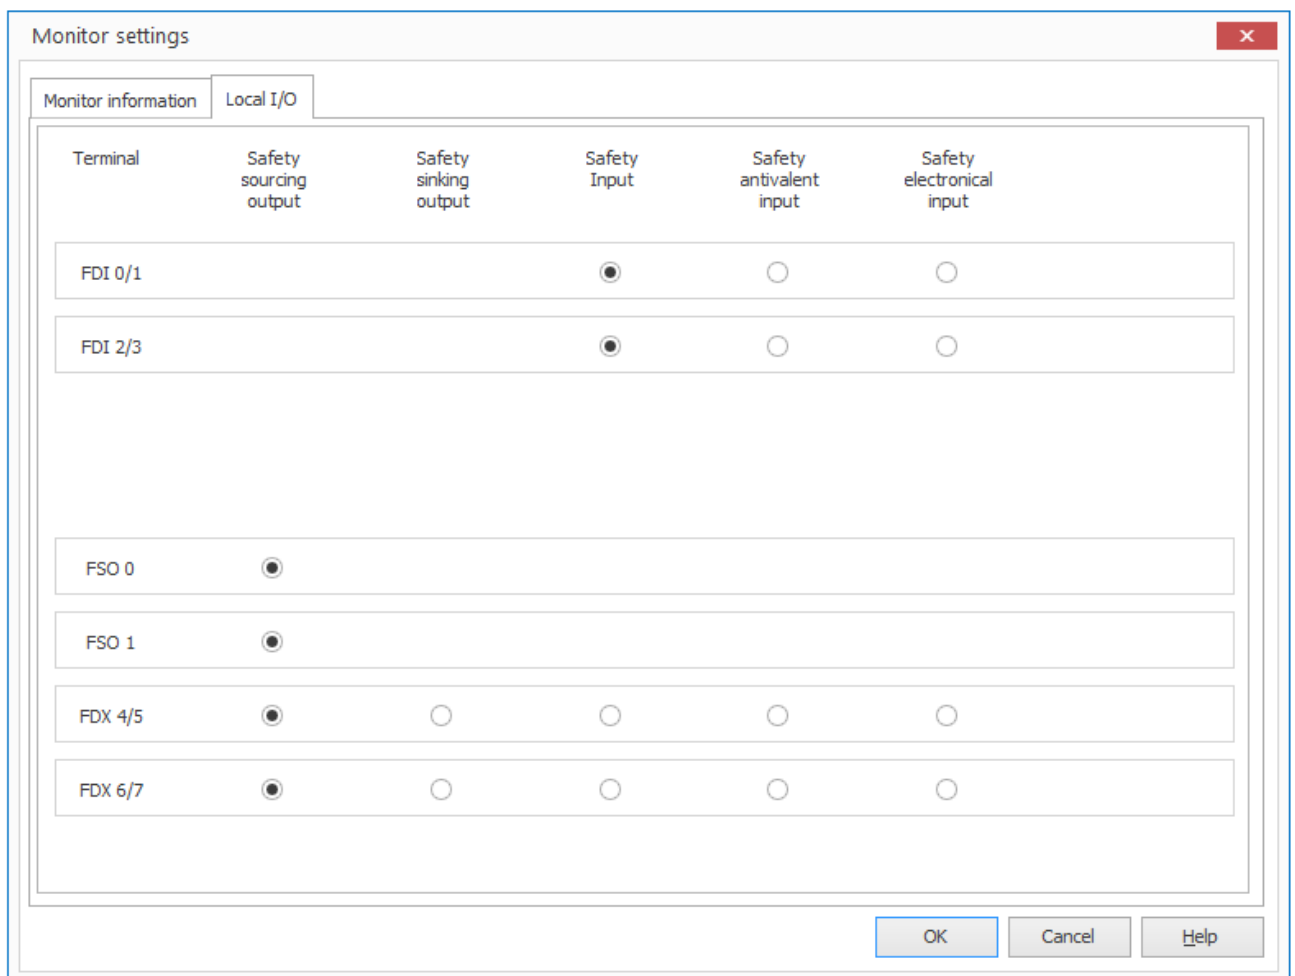 Monitor settings
Monitor information
Local I/O
Terminal
Safety
sourcing
output
Safety
sinking
output
Safety
Input
Safety
antivalent
input
Safety
electronical
input
FDI 0/1
FDI 2/3
FSO 0
FSO 1
FDX 4/5
FDX 6/7
OK
Cancel
Help